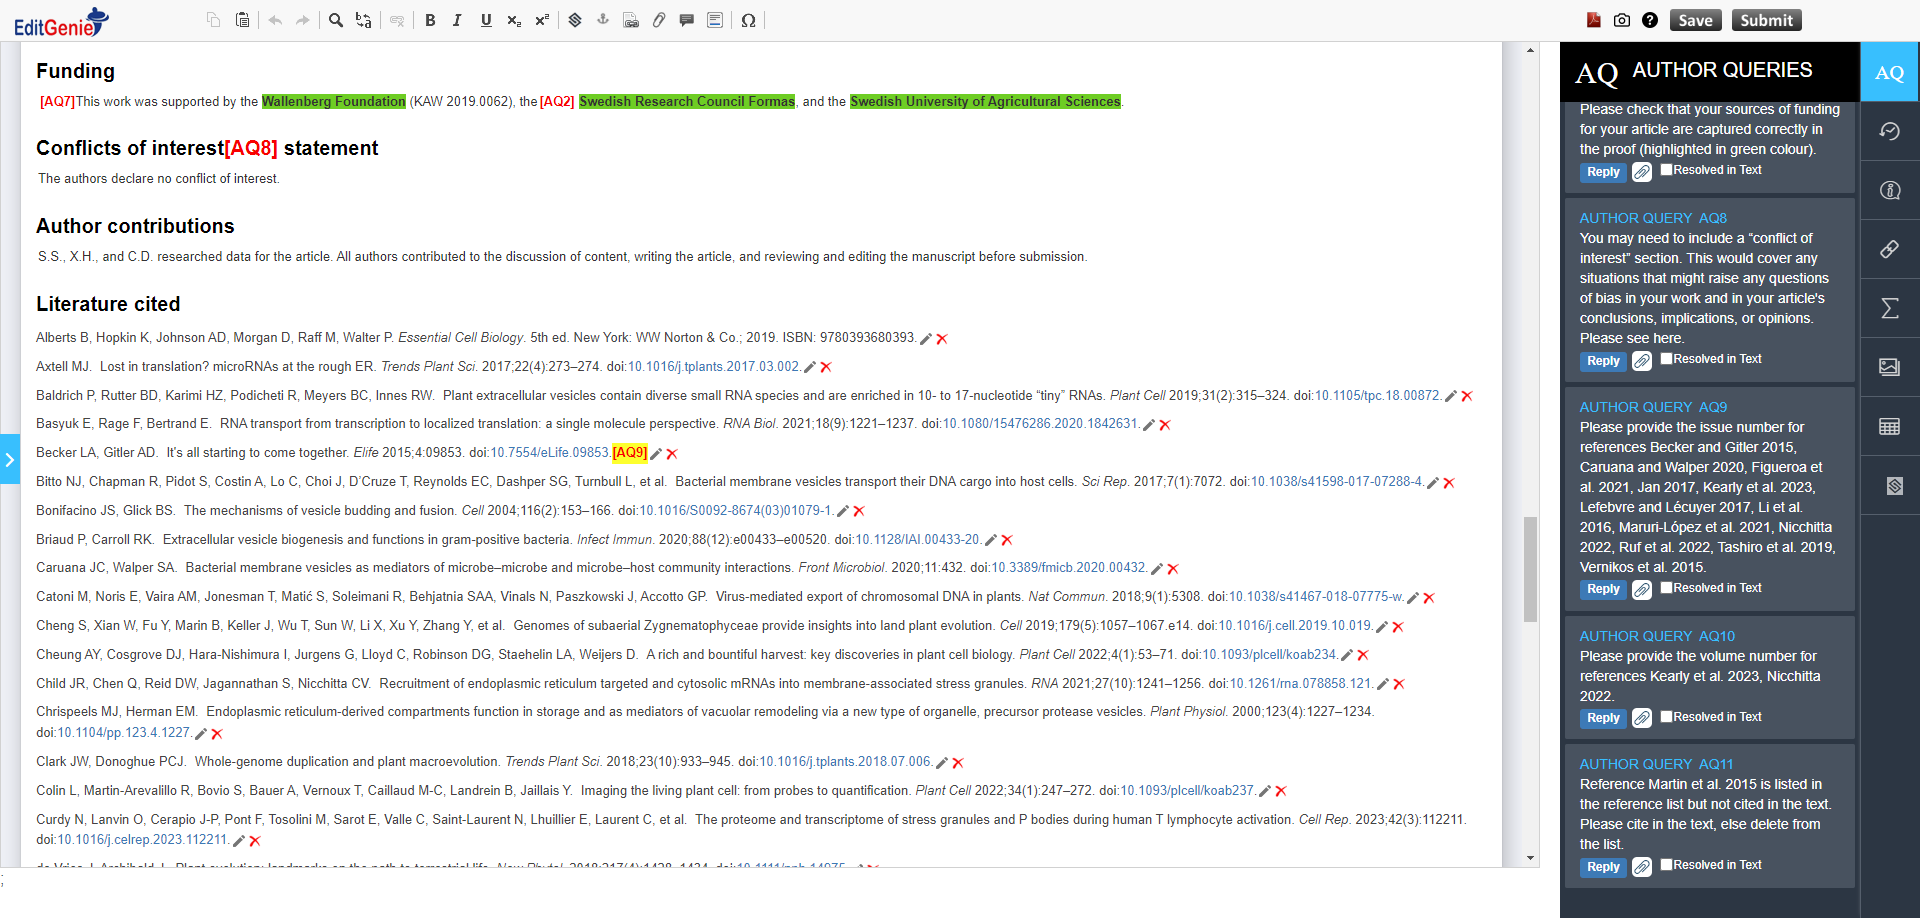 EditGenie
Save
Submit
Funding
[AQ7]This work was supported by the Wallenberg Foundation (KAW 2019.0062), the [AQ2] Swedish Research Council Formas, and the Swedish University of Agricultural Sciences.
Conflicts of interest[AQ8] statement
The authors declare no conflict of interest.
Author contributions
S.S., X.H., and C.D. researched data for the article. All authors contributed to the discussion of content, writing the article, and reviewing and editing the manuscript before submission.
Literature cited
Alberts B, Hopkin K, Johnson AD, Morgan D, Raff M, Walter P. Essential Cell Biology. 5th ed. New York: WW Norton & Co.; 2019. ISBN: 9780393680393.
Axtell MJ. Lost in translation? microRNAs at the rough ER. Trends Plant Sci. 2017;22(4):273–274. doi:10.1016/j.tplants.2017.03.002.
Baldrich P, Rutter BD, Karimi HZ, Podicheti R, Meyers BC, Innes RW. Plant extracellular vesicles contain diverse small RNA species and are enriched in 10- to 17-nucleotide “tiny” RNAs. Plant Cell 2019;31(2):315–324. doi:10.1105/tpc.18.00872.
Basyuk E, Rage F, Bertrand E. RNA transport from transcription to localized translation: a single molecule perspective. RNA Biol. 2021;18(9):1221–1237. doi:10.1080/15476286.2020.1842631.
Becker LA, Gitler AD. It’s all starting to come together. Elife 2015;4:09853. doi:10.7554/eLife.09853.[AQ9]
Bitto NJ, Chapman R, Pidot S, Costin A, Lo C, Choi J, D’Cruze T, Reynolds EC, Dashper SG, Turnbull L, et al. Bacterial membrane vesicles transport their DNA cargo into host cells. Sci Rep. 2017;7(1):7072. doi:10.1038/s41598-017-07288-4.
Bonifacino JS, Glick BS. The mechanisms of vesicle budding and fusion. Cell 2004;116(2):153–166. doi:10.1016/S0092-8674(03)01079-1.
Briaud P, Carroll RK. Extracellular vesicle biogenesis and functions in gram-positive bacteria. Infect Immun. 2020;88(12):e00433–e00520. doi:10.1128/IAI.00433-20.
Caruana JC, Walper SA. Bacterial membrane vesicles as mediators of microbe–microbe and microbe–host community interactions. Front Microbiol. 2020;11:432. doi:10.3389/fmicb.2020.00432.
Catoni M, Noris E, Vaira AM, Jonesman T, Matić S, Soleimani R, Behjatnia SAA, Vinals N, Paszkowski J, Accotto GP. Virus-mediated export of chromosomal DNA in plants. Nat Commun. 2018;9(1):5308. doi:10.1038/s41467-018-07775-w.
Cheng S, Xian W, Fu Y, Marin B, Keller J, Wu T, Sun W, Li X, Xu Y, Zhang Y, et al. Genomes of subaerial Zygnematophyceae provide insights into land plant evolution. Cell 2019;179(5):1057–1067.e14. doi:10.1016/j.cell.2019.10.019.
Cheung AY, Cosgrove DJ, Hara-Nishimura I, Jurgens G, Lloyd C, Robinson DG, Staehelin LA, Weijers D. A rich and bountiful harvest: key discoveries in plant cell biology. Plant Cell 2022;4(1):53–71. doi:10.1093/plcell/koab234.
Child JR, Chen Q, Reid DW, Jagannathan S, Nicchitta CV. Recruitment of endoplasmic reticulum targeted and cytosolic mRNAs into membrane-associated stress granules. RNA 2021;27(10):1241–1256. doi:10.1261/rna.078858.121.
Chrispeels MJ, Herman EM. Endoplasmic reticulum-derived compartments function in storage and as mediators of vacuolar remodeling via a new type of organelle, precursor protease vesicles. Plant Physiol. 2000;123(4):1227–1234.
doi:10.1104/pp.123.4.1227.
Clark JW, Donoghue PCJ. Whole-genome duplication and plant macroevolution. Trends Plant Sci. 2018;23(10):933–945. doi:10.1016/j.tplants.2018.07.006.
Colin L, Martin-Arevalillo R, Bovio S, Bauer A, Vernoux T, Caillaud M-C, Landrein B, Jaillais Y. Imaging the living plant cell: from probes to quantification. Plant Cell 2022;34(1):247–272. doi:10.1093/plcell/koab237.
Curdy N, Lanvin O, Cerapio J-P, Pont F, Tosolini M, Sarot E, Valle C, Saint-Laurent N, Lhuillier E, Laurent C, et al. The proteome and transcriptome of stress granules and P bodies during human T lymphocyte activation. Cell Rep. 2023;42(3):112211.
doi:10.1016/j.celrep.2023.112211.
;
AQ AUTHOR QUERIES
AQ
Please check that your sources of funding
for your article are captured correctly in
the proof (highlighted in green colour).
Reply Resolved in Text
AUTHOR QUERY AQ8
You may need to include a “conflict of
interest” section. This would cover any
situations that might raise any questions
of bias in your work and in your article's
conclusions, implications, or opinions.
Please see here.
Reply Resolved in Text
AUTHOR QUERY AQ9
Please provide the issue number for
references Becker and Gitler 2015,
Caruana and Walper 2020, Figueroa et
al. 2021, Jan 2017, Kearly et al. 2023,
Lefebvre and Lécuyer 2017, Li et al.
2016, Maruri-López et al. 2021, Nicchitta
2022, Ruf et al. 2022, Tashiro et al. 2019,
Vernikos et al. 2015.
Reply Resolved in Text
AUTHOR QUERY AQ10
Please provide the volume number for
references Kearly et al. 2023, Nicchitta
2022.
Reply Resolved in Text
AUTHOR QUERY AQ11
Reference Martin et al. 2015 is listed in
the reference list but not cited in the text.
Please cite in the text, else delete from
the list.
Reply Resolved in Text